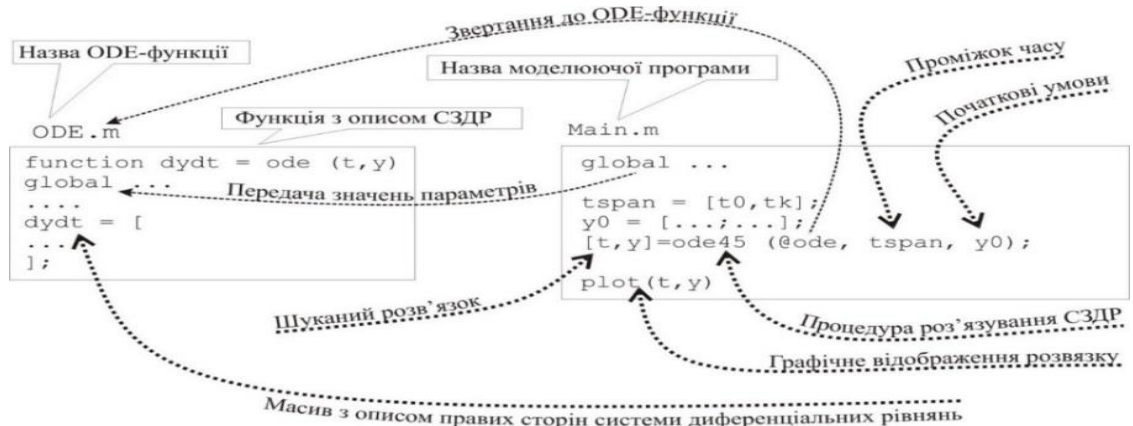 Звертання до ODE-функції
Назва ODE-функції
Назва моделюючої програми
Проміжок часу
Початкові умови
ODE.m
Функція з описом СЗДР
Main.m
function dydt = ode (t,y)
global ...
....
dydt = [
....
];
Передача значень параметрів
global ...
tspan = [t0,tk];
y0 = [...;...];
[t,y]=ode45 (@ode, tspan, y0);
plot(t,y)
Шуканий розв’язок
Процедура роз’язування СЗДР
Графічне відображення розвязку
Масив з описом правих сторін системи диференціальних рівнянь